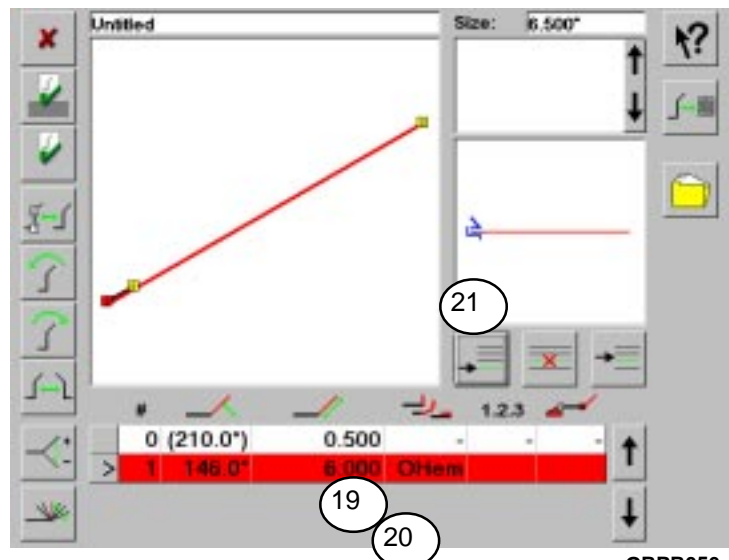 Untitled
Size: 6.500"
21
# 1.2.3
0 (210.0°) 0.500 - - -
> 1 146.0° 6.000 OHem
19
20